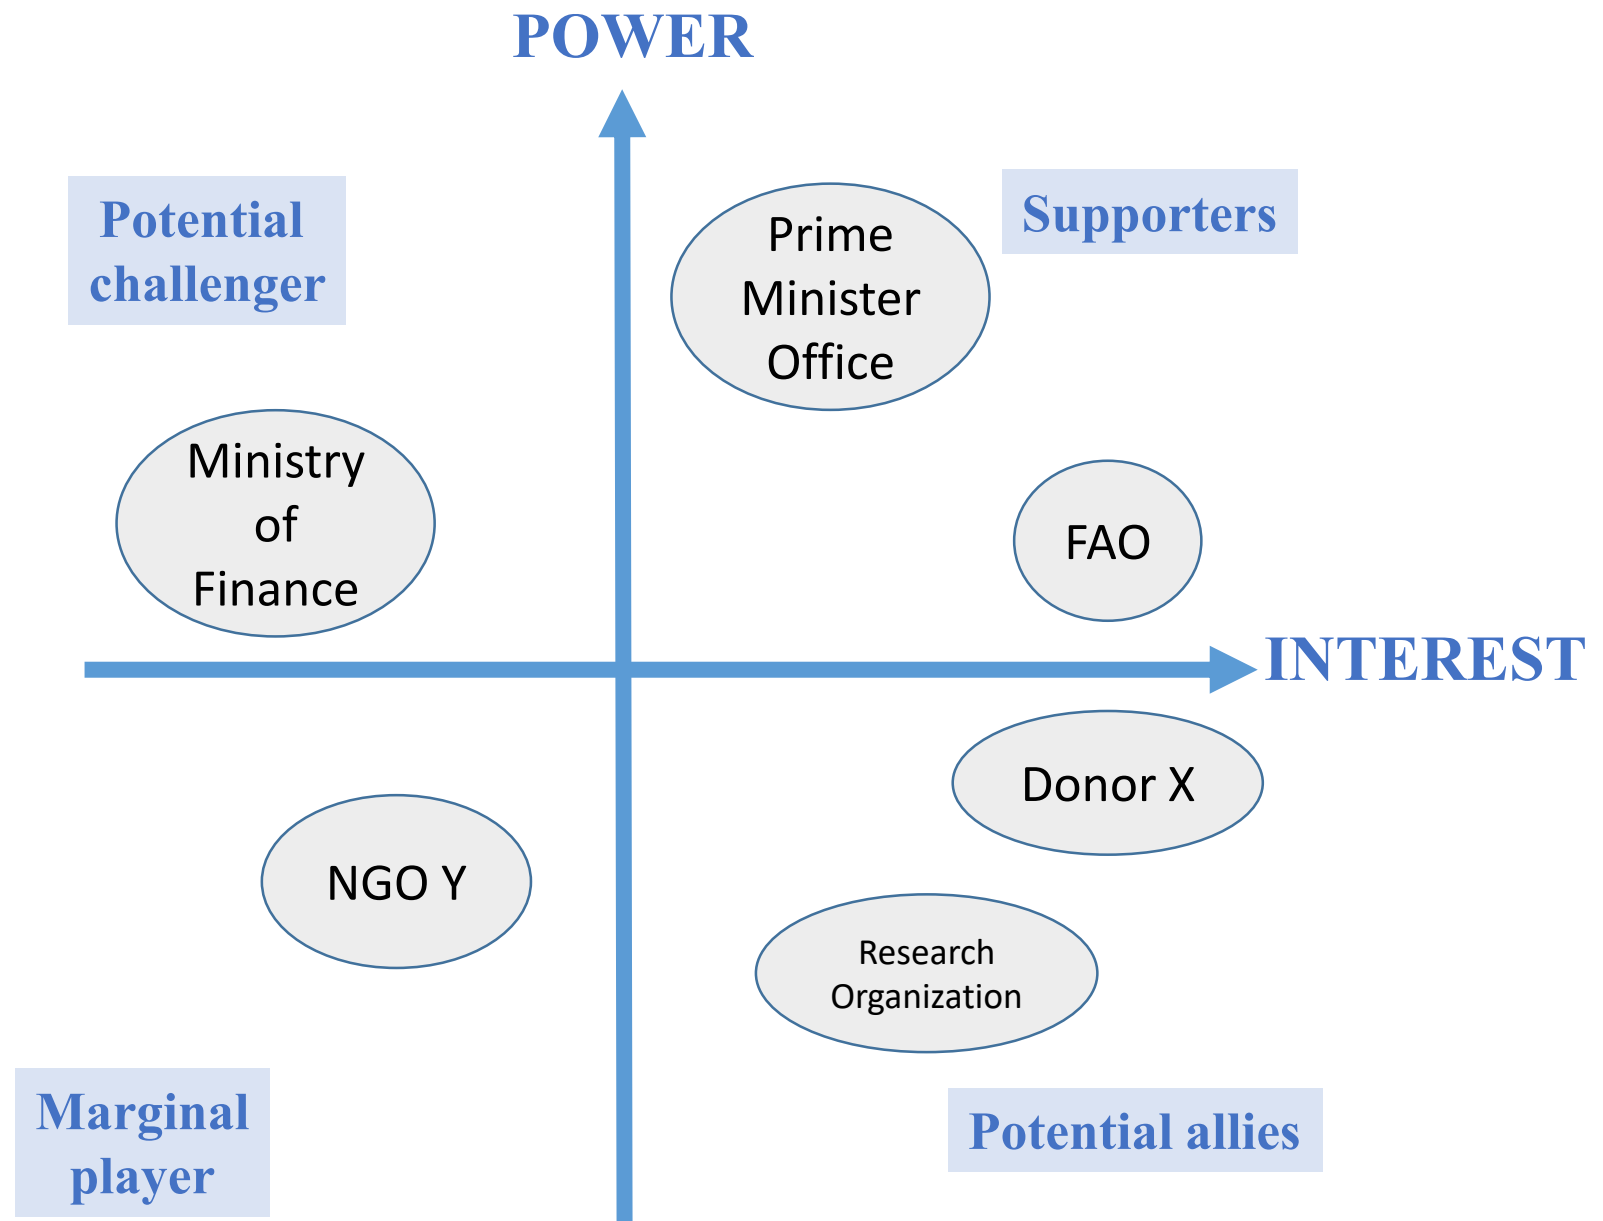 POWER
Potential
challenger
Supporters
Prime
Minister
Office
Ministry
of
Finance
FAO
INTEREST
Donor X
NGO Y
Research
Organization
Marginal
player
Potential allies